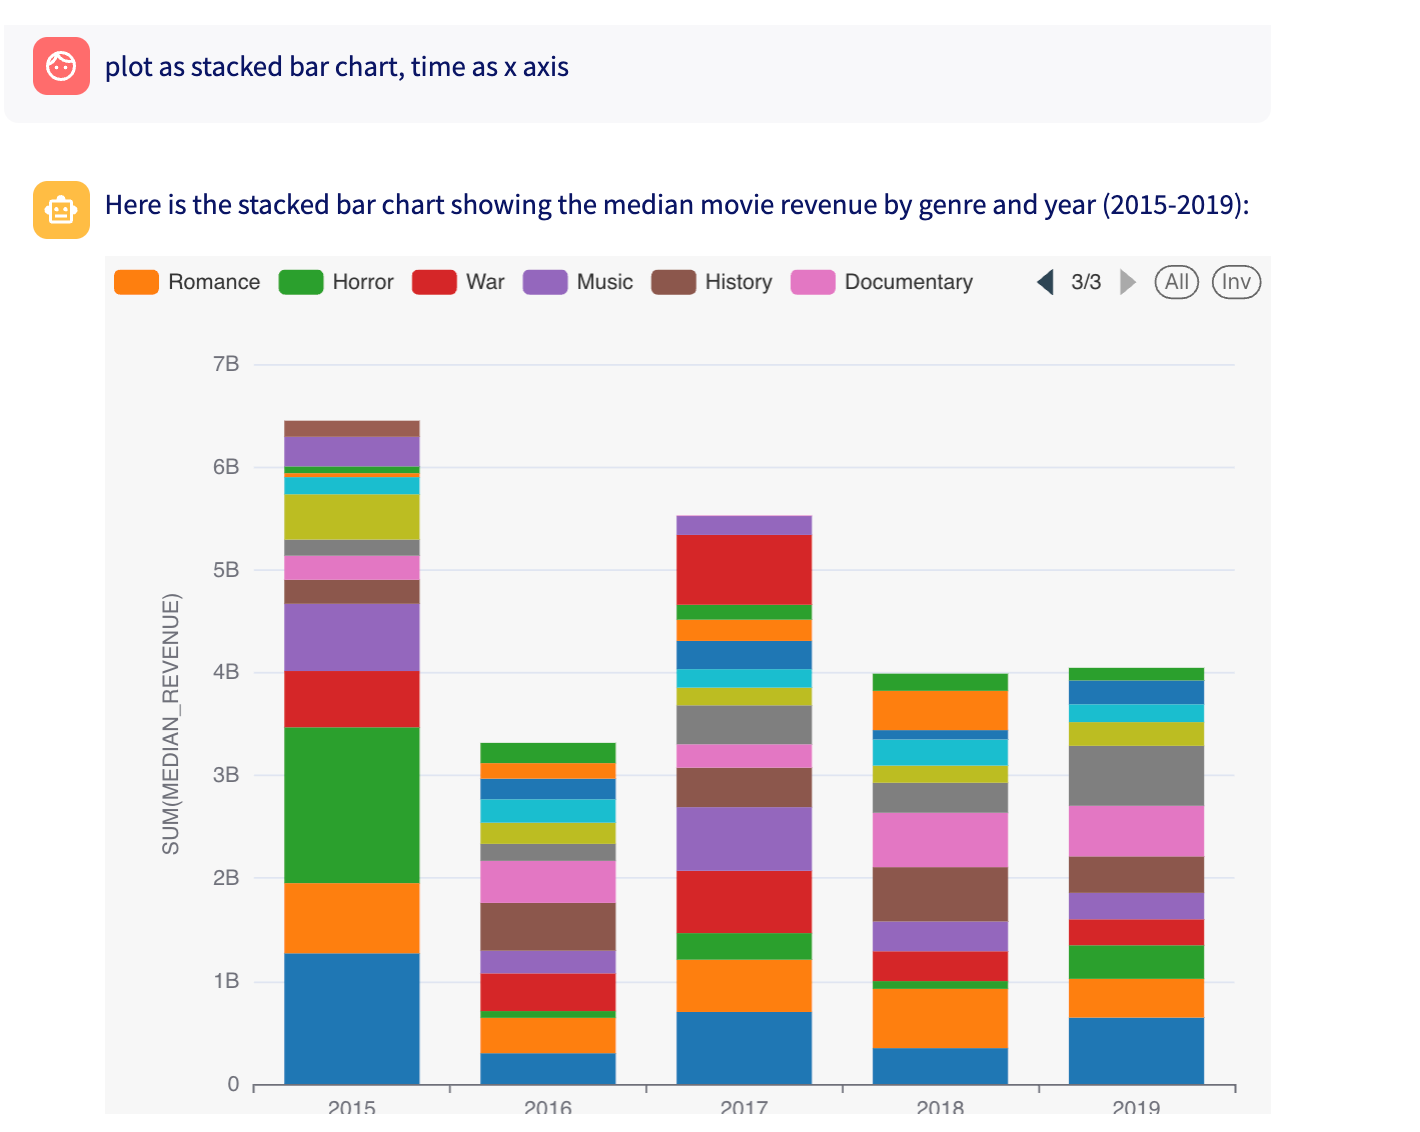 plot as stacked bar chart, time as x axis
Here is the stacked bar chart showing the median movie revenue by genre and year (2015-2019):
Romance Horror War Music History Documentary 3/3 All Inv
7B
6B
5B
4B
3B
2B
1B
0
SUM(MEDIAN_REVENUE)
2015 2016 2017 2018 2019